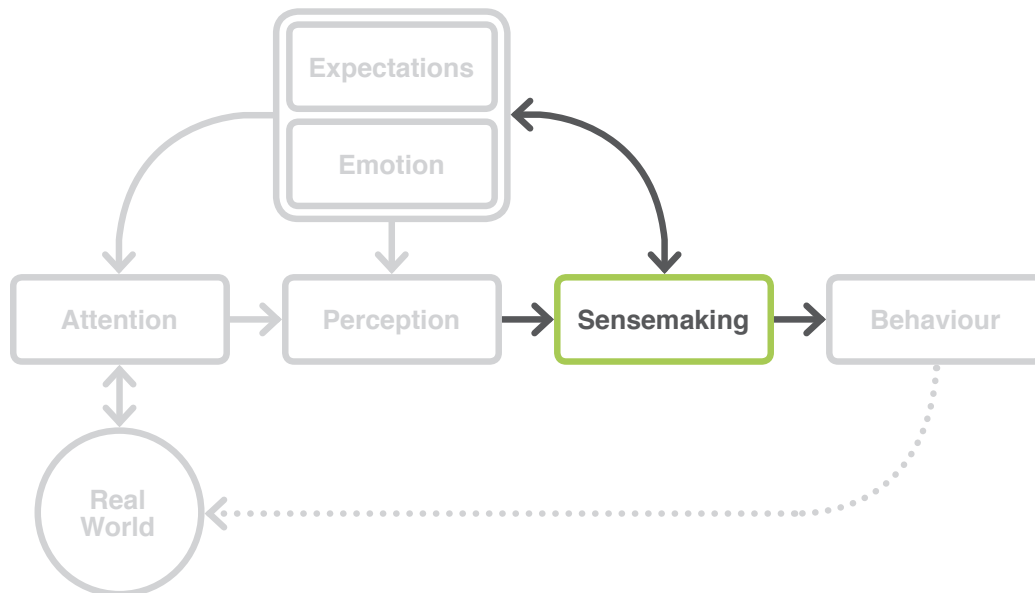 Expectations
Emotion
Attention
Perception
Sensemaking
Behaviour
Real
World